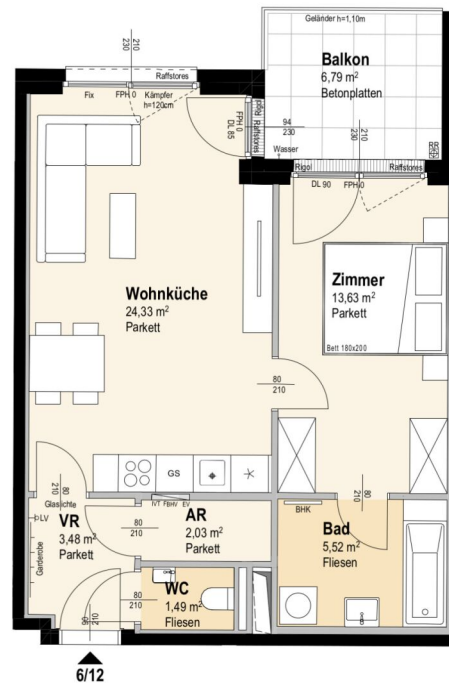 Geländer h=1,10m
Balkon
6,79 m²
Betonplatten
210
230
Raffstores
Fix
FPH 0
Kämpfer
h=120cm
FPH 0
DL 85
Rigol
Raffstores
94
230
Wasser
210
230
Rigol
Raffstores
DL 90
FPH 0
Wohnküche
24,33 m²
Parkett
Zimmer
13,63 m²
Parkett
Bett 180x200
80
210
GS
80
210
Glaslichte
LV
Garderobe
VR
3,48 m²
Parkett
IVT
FBHV
EV
80
210
AR
2,03 m²
Parkett
80
210
BHK
Bad
5,52 m²
Fliesen
80
210
WC
1,49 m²
Fliesen
90
210
6/12